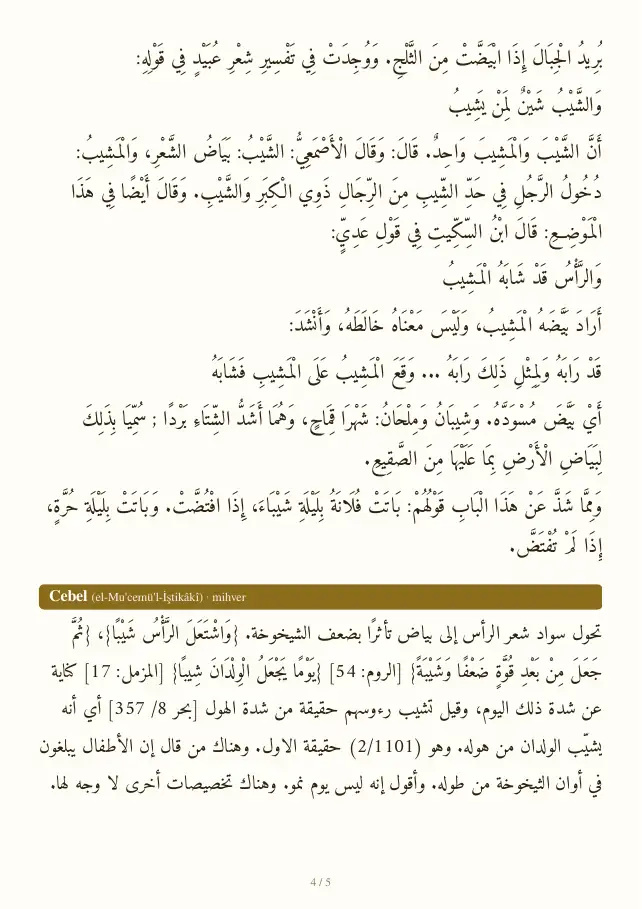 يُرِيدُ الْجِبَالَ إِذَا ابْيَضَّتْ مِنَ الثَّلْجِ. وَوُجِدَتْ فِي تَفْسِيرِ شِعْرِ عُبَيْدٍ فِي قَوْلِهِ:
وَالشَّيْبُ شَيْنٌ لِمَنْ يَشِيبُ
أَنَّ الشَّيْبَ وَالْمَشِيبَ وَاحِدٌ. قَالَ: وَقَالَ الْأَصْمَعِيُّ: الشَّيْبُ: بَيَاضُ الشَّعْرِ، وَالْمَشِيبُ:
دُخُولُ الرَّجُلِ فِي حَدِّ الشِّيبِ مِنَ الرِّجَالِ ذَوِي الْكِبَرِ وَالشَّيْبِ. وَقَالَ أَيْضًا فِي هَذَا
الْمَوْضِعِ: قَالَ ابْنُ السِّكِّيتِ فِي قَوْلِ عَدِيٍّ:
وَالرَّأْسُ قَدْ شَابَهُ الْمَشِيبُ
أَرَادَ بَيَّضَهُ الْمَشِيبُ، وَلَيْسَ مَعْنَاهُ خَالَطَهُ، وَأَنْشَدَ:
قَدْ رَابَهُ وَلِمِثْلِ ذَلِكَ رَابَهُ ... وَقَعَ الْمَشِيبُ عَلَى الْمَشِيبِ فَشَابَهُ
أَيْ بَيَّضَ مُسْوَدَّهُ. وَشِيبَانُ وَمِلْحَانُ: شَهْرَا قِمَاحٍ، وَهُمَا أَشَدُّ الشِّتَاءِ بَرْدًا ; سُمِّيَا بِذَلِكَ
لِبَيَاضِ الْأَرْضِ بِمَا عَلَيْهَا مِنَ الصَّقِيعِ.
وَمِمَّا شَذَّ عَنْ هَذَا الْبَابِ قَوْلُهُمْ: بَاتَتْ فُلَانَةُ بِلَيْلَةِ شَيْبَاءَ، إِذَا افْتُضَّتْ. وَبَاتَتْ بِلَيْلَةِ حُرَّةٍ،
إِذَا لَمْ تُفْتَضَّ.
Cebel (el-Mu'cemü'l-İştikâkî) · mihver
تحول سواد شعر الرأس إلى بياض تأثرًا بضعف الشيخوخة. {وَاشْتَعَلَ الرَّأْسُ شَيْبًا}، {ثُمَّ
جَعَلَ مِنْ بَعْدِ قُوَّةٍ ضَعْفًا وَشَيْبَةً} [الروم: 54] {يَوْمًا يَجْعَلُ الْوِلْدَانَ شِيبًا} [المزمل: 17] كناية
عن شدة ذلك اليوم، وقيل تشيب رءوسهم حقيقة من شدة الهول [بحر 8/ 357] أي أنه
يشيّب الولدان من هوله. وهو (2/1101) حقيقة الاول. وهناك من قال إن الأطفال يبلغون
في أوان الشيخوخة من طوله. وأقول إنه ليس يوم نمو. وهناك تخصيصات أخرى لا وجه لها.
4 / 5